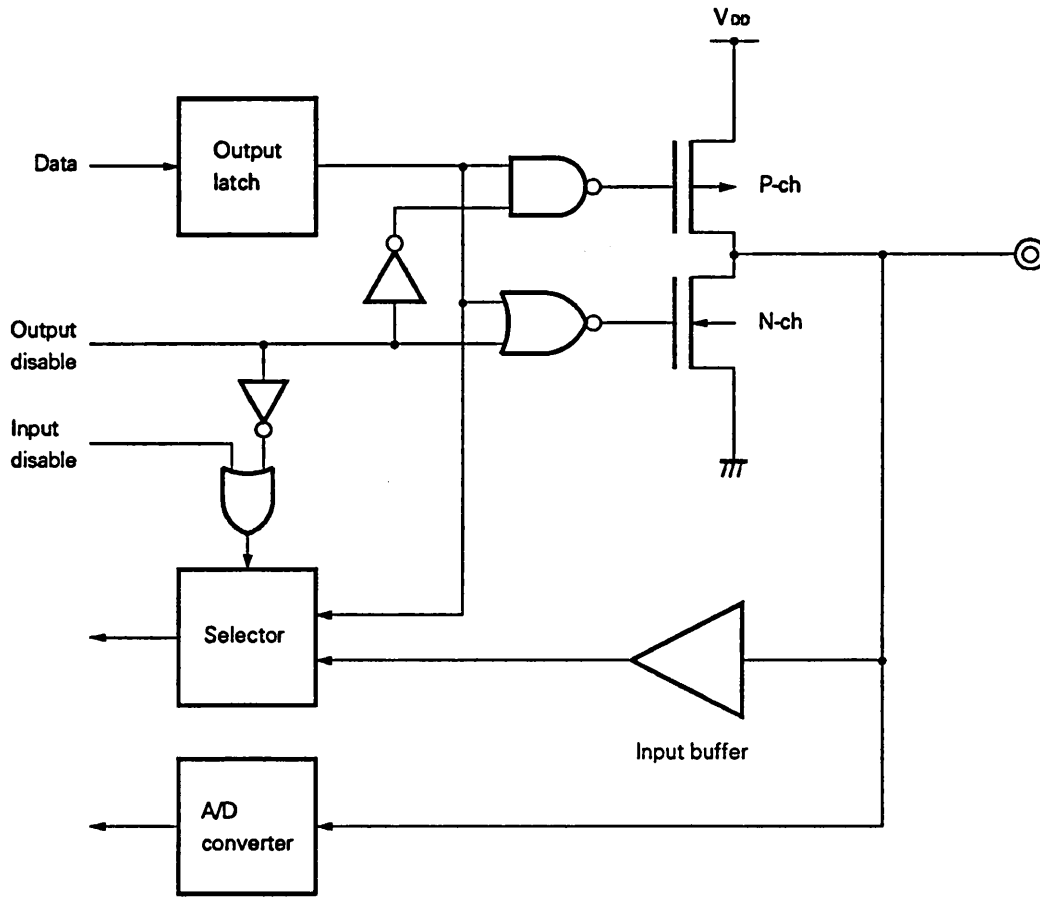 VDD
Output
latch
Data
P-ch
N-ch
Output
disable
Input
disable
Selector
Input buffer
A/D
converter